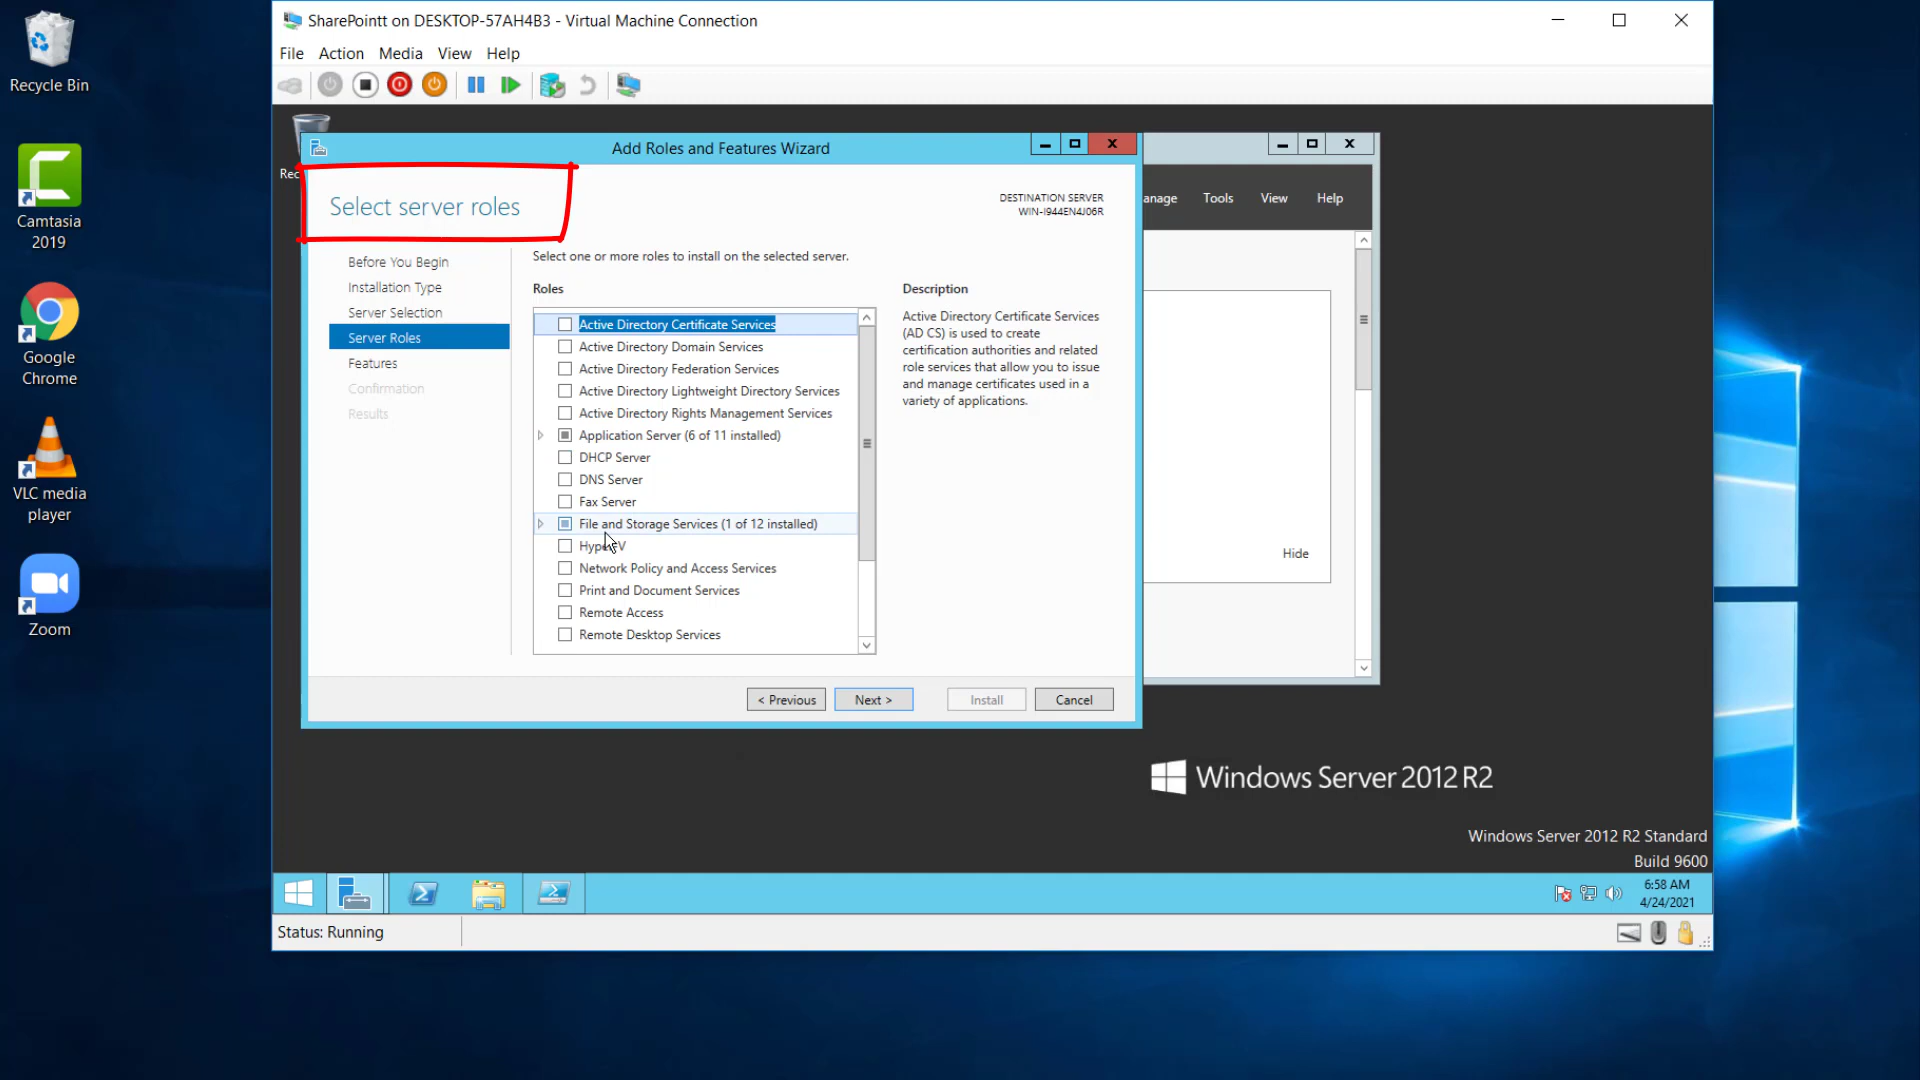 SharePointt on DESKTOP-57AH4B3 - Virtual Machine Connection
File Action Media View Help
Recycle Bin
Camtasia
2019
Google
Chrome
VLC media
player
Zoom
Rec
Add Roles and Features Wizard
Select server roles
DESTINATION SERVER
WIN-I944EN4J06R
anage Tools View Help
Before You Begin
Installation Type
Server Selection
Server Roles
Features
Confirmation
Results
Select one or more roles to install on the selected server.
Roles
Active Directory Certificate Services
Active Directory Domain Services
Active Directory Federation Services
Active Directory Lightweight Directory Services
Active Directory Rights Management Services
Application Server (6 of 11 installed)
DHCP Server
DNS Server
Fax Server
File and Storage Services (1 of 12 installed)
Hyper-V
Network Policy and Access Services
Print and Document Services
Remote Access
Remote Desktop Services
Description
Active Directory Certificate Services
(AD CS) is used to create
certification authorities and related
role services that allow you to issue
and manage certificates used in a
variety of applications.
Hide
< Previous Next > Install Cancel
Windows Server 2012 R2
Windows Server 2012 R2 Standard
Build 9600
6:58 AM
4/24/2021
Status: Running